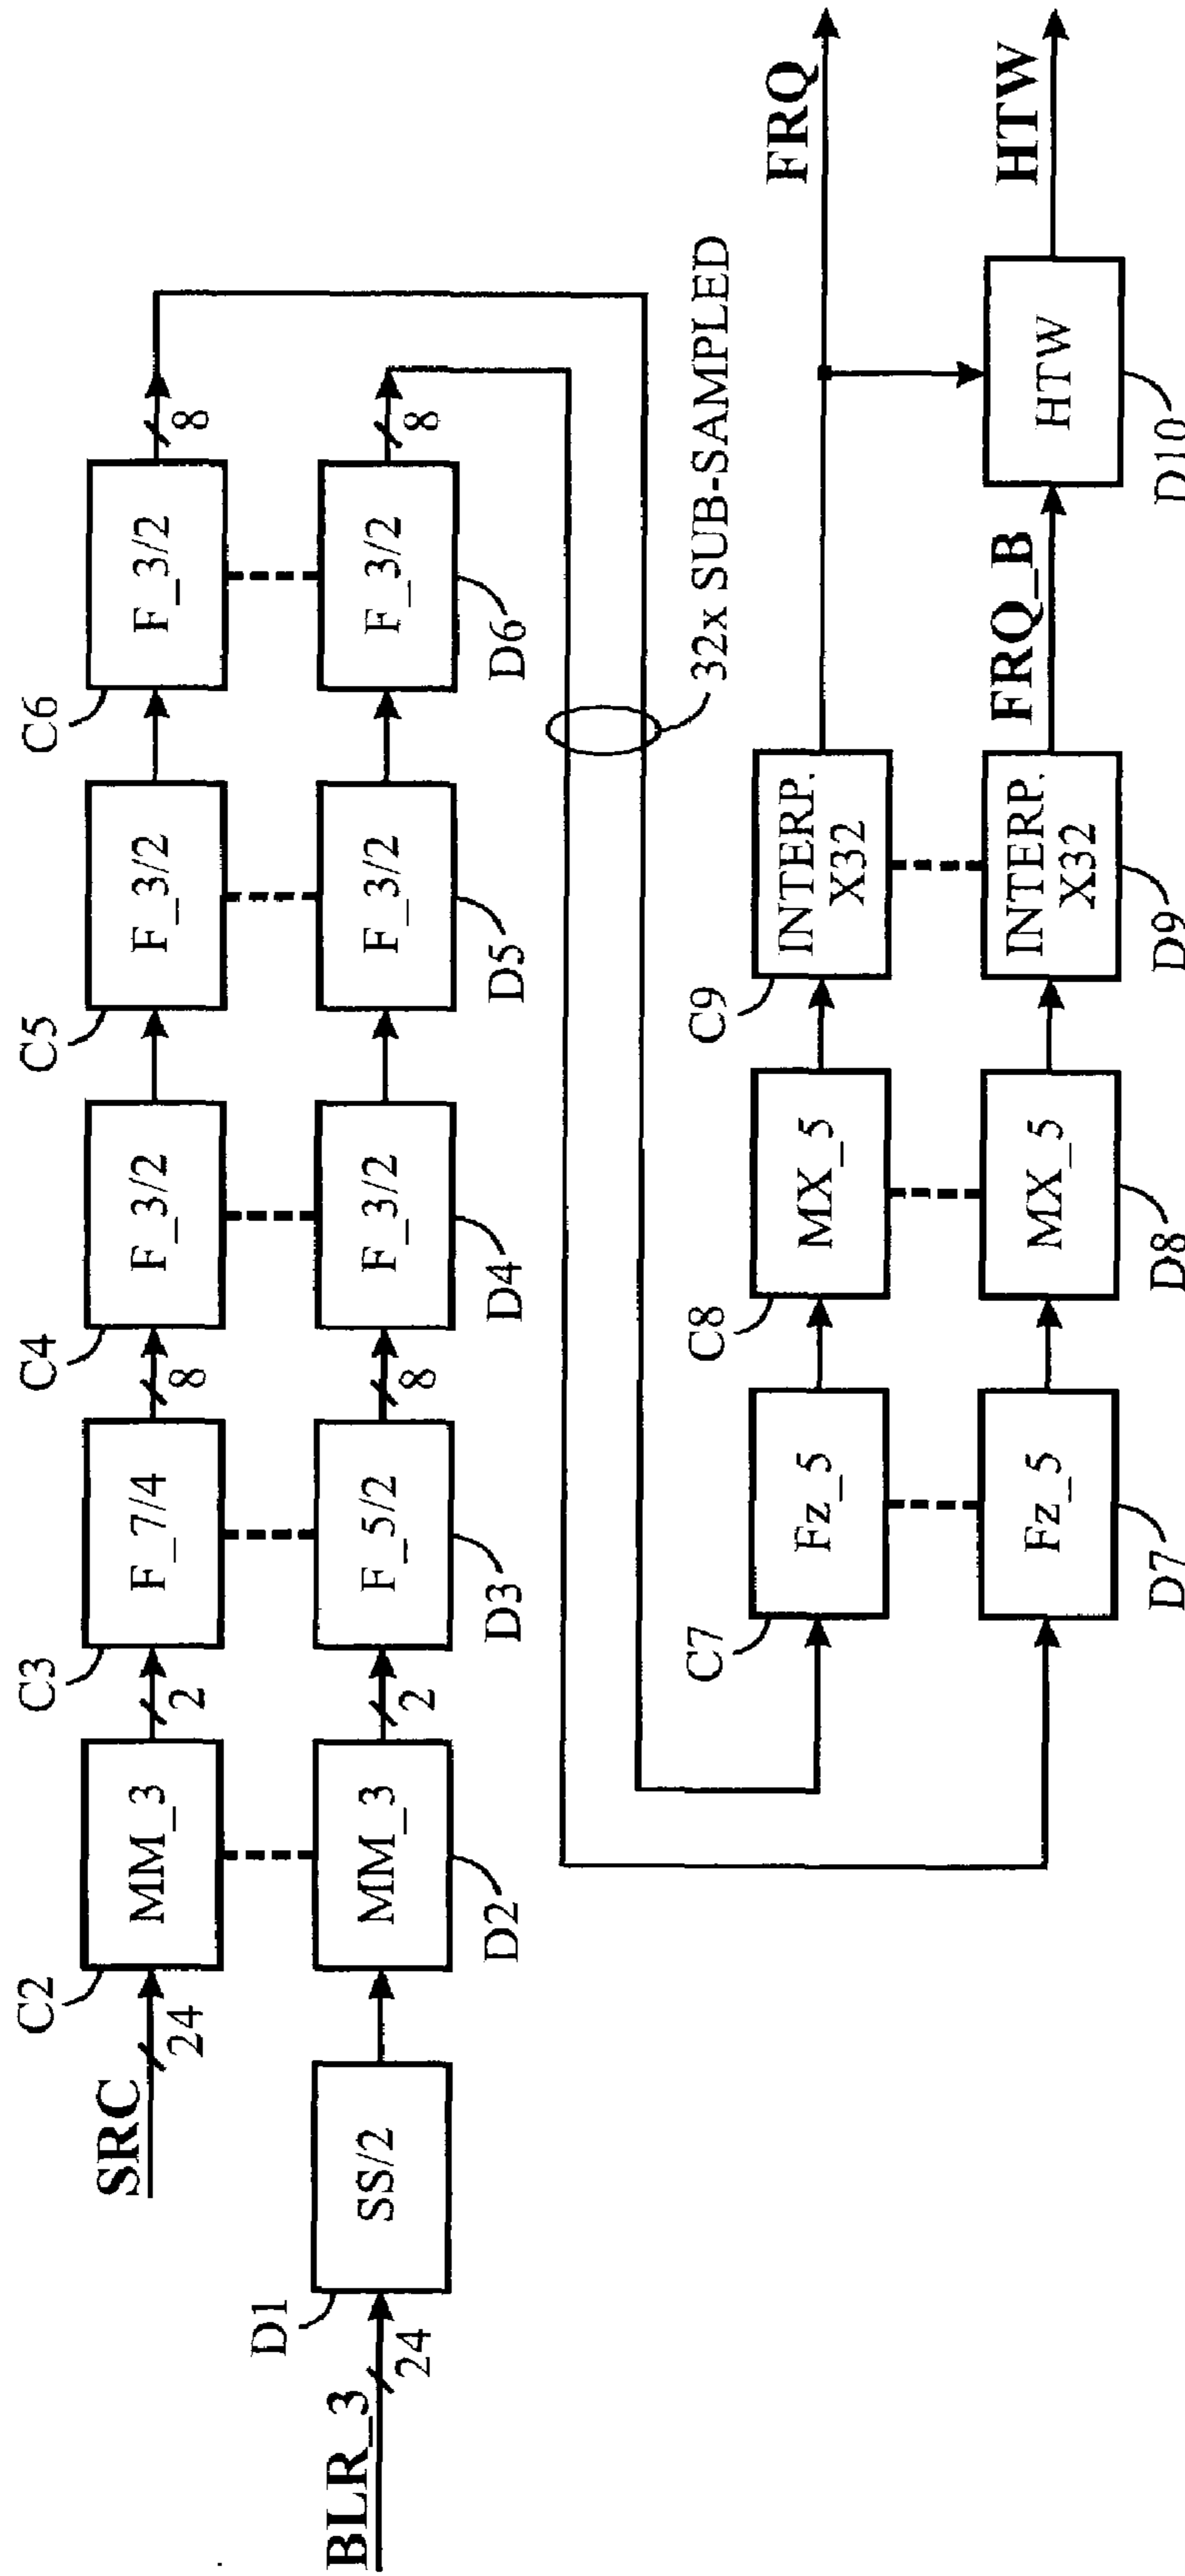 SRC
24
C2
MM_3
2
C3
F_7/4
8
C4
F_3/2
C5
F_3/2
C6
F_3/2
8
BLR_3
24
D1
SS/2
MM_3
D2
2
F_5/2
D3
8
F_3/2
D4
F_3/2
D5
F_3/2
D6
8
32x SUB-SAMPLED
C7
Fz_5
C8
MX_5
C9
INTERP.
X32
FRQ
Fz_5
D7
MX_5
D8
INTERP.
X32
D9
FRQ_B
HTW
D10
HTW